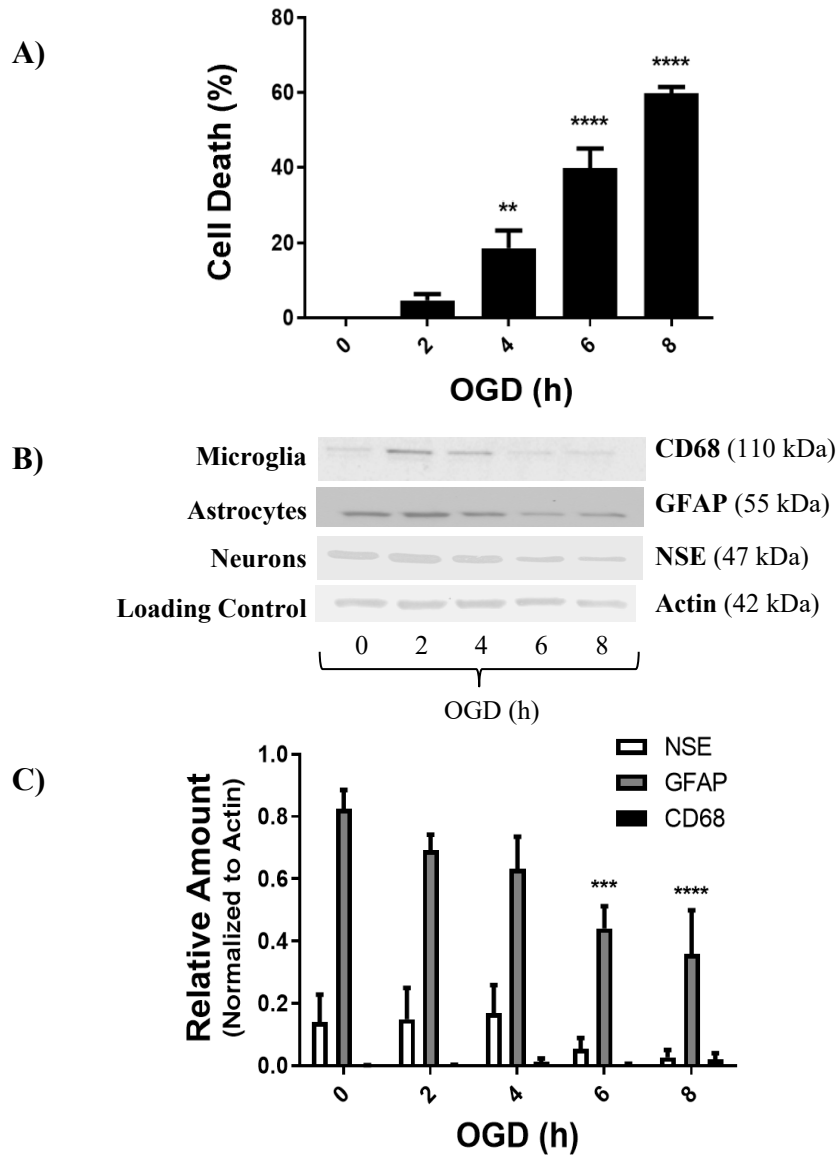 A)
Cell Death (%)
80
60
40
20
0
**
****
****
0 2 4 6 8
OGD (h)
B)
Microglia CD68 (110 kDa)
Astrocytes GFAP (55 kDa)
Neurons NSE (47 kDa)
Loading Control Actin (42 kDa)
0 2 4 6 8
OGD (h)
C)
Relative Amount
(Normalized to Actin)
1.0
0.8
0.6
0.4
0.2
0.0
NSE
GFAP
CD68
***
****
0 2 4 6 8
OGD (h)